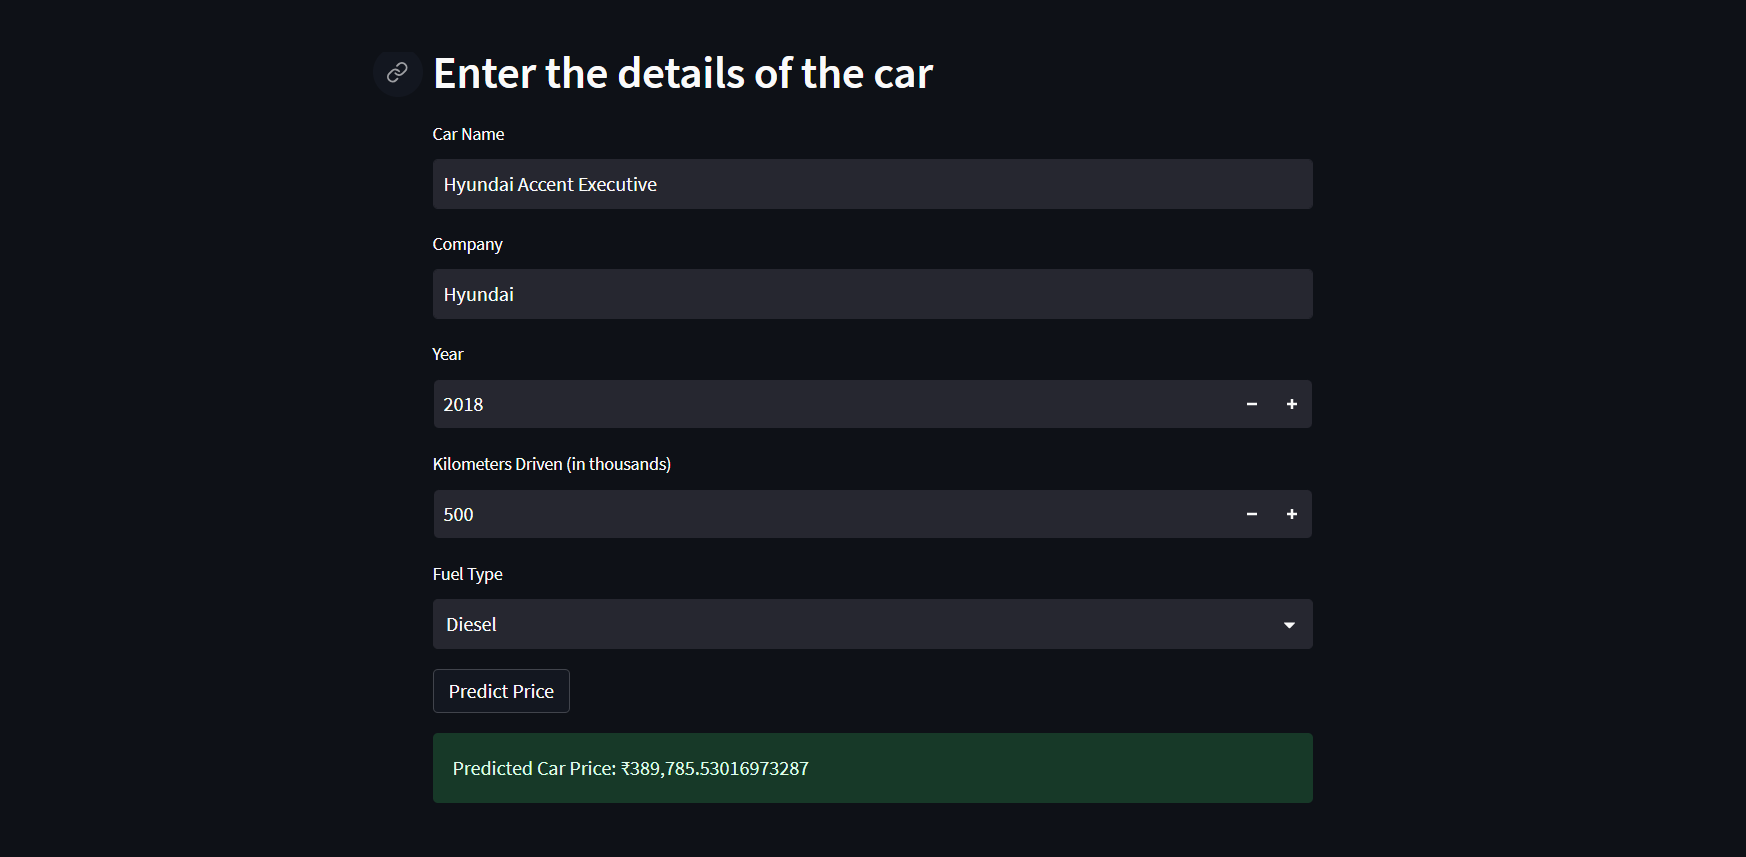 Enter the details of the car
Car Name
Hyundai Accent Executive
Company
Hyundai
Year
2018
Kilometers Driven (in thousands)
500
Fuel Type
Diesel
Predict Price
Predicted Car Price: ₹389,785.53016973287